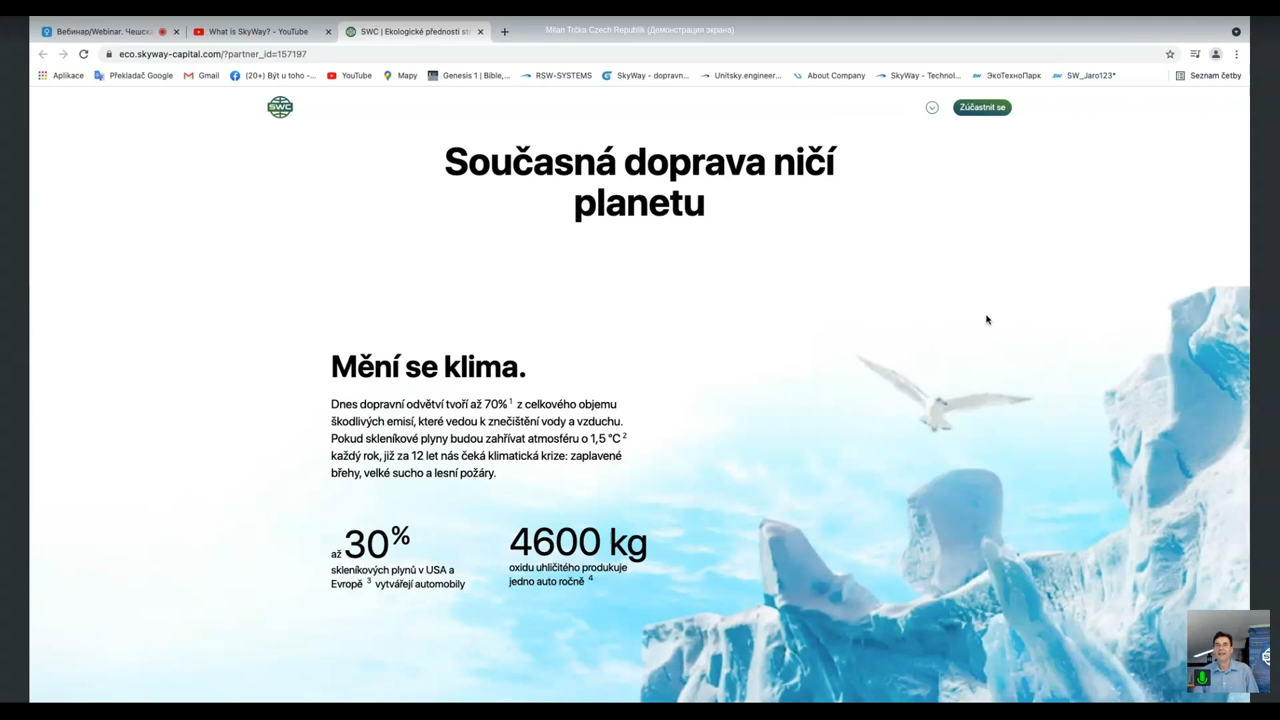 Вебинар/Webinar. Чешска
What is SkyWay? - YouTube
SWC | Ekologické přednosti st
Milan Trčka Czech Republik (Демонстрация экрана)
eco.skyway-capital.com/?partner_id=157197
Aplikace
Překladač Google
Gmail
(20+) Být u toho -...
YouTube
Mapy
Genesis 1 | Bible,...
RSW-SYSTEMS
SkyWay - dopravn...
Unitsky.engineer...
About Company
SkyWay - Technol...
ЭкоТехноПарк
SW_Jaro123*
Seznam četby
SWC
Zúčastnit se
Současná doprava ničí
planetu
Mění se klima.
Dnes dopravní odvětví tvoří až 70% 1 z celkového objemu
škodlivých emisí, které vedou k znečištění vody a vzduchu.
Pokud skleníkové plyny budou zahřívat atmosféru o 1,5 °C 2
každý rok, již za 12 let nás čeká klimatická krize: zaplavené
břehy, velké sucho a lesní požáry.
až 30%
skleníkových plynů v USA a
Evropě 3 vytvářejí automobily
4600 kg
oxidu uhličitého produkuje
jedno auto ročně 4